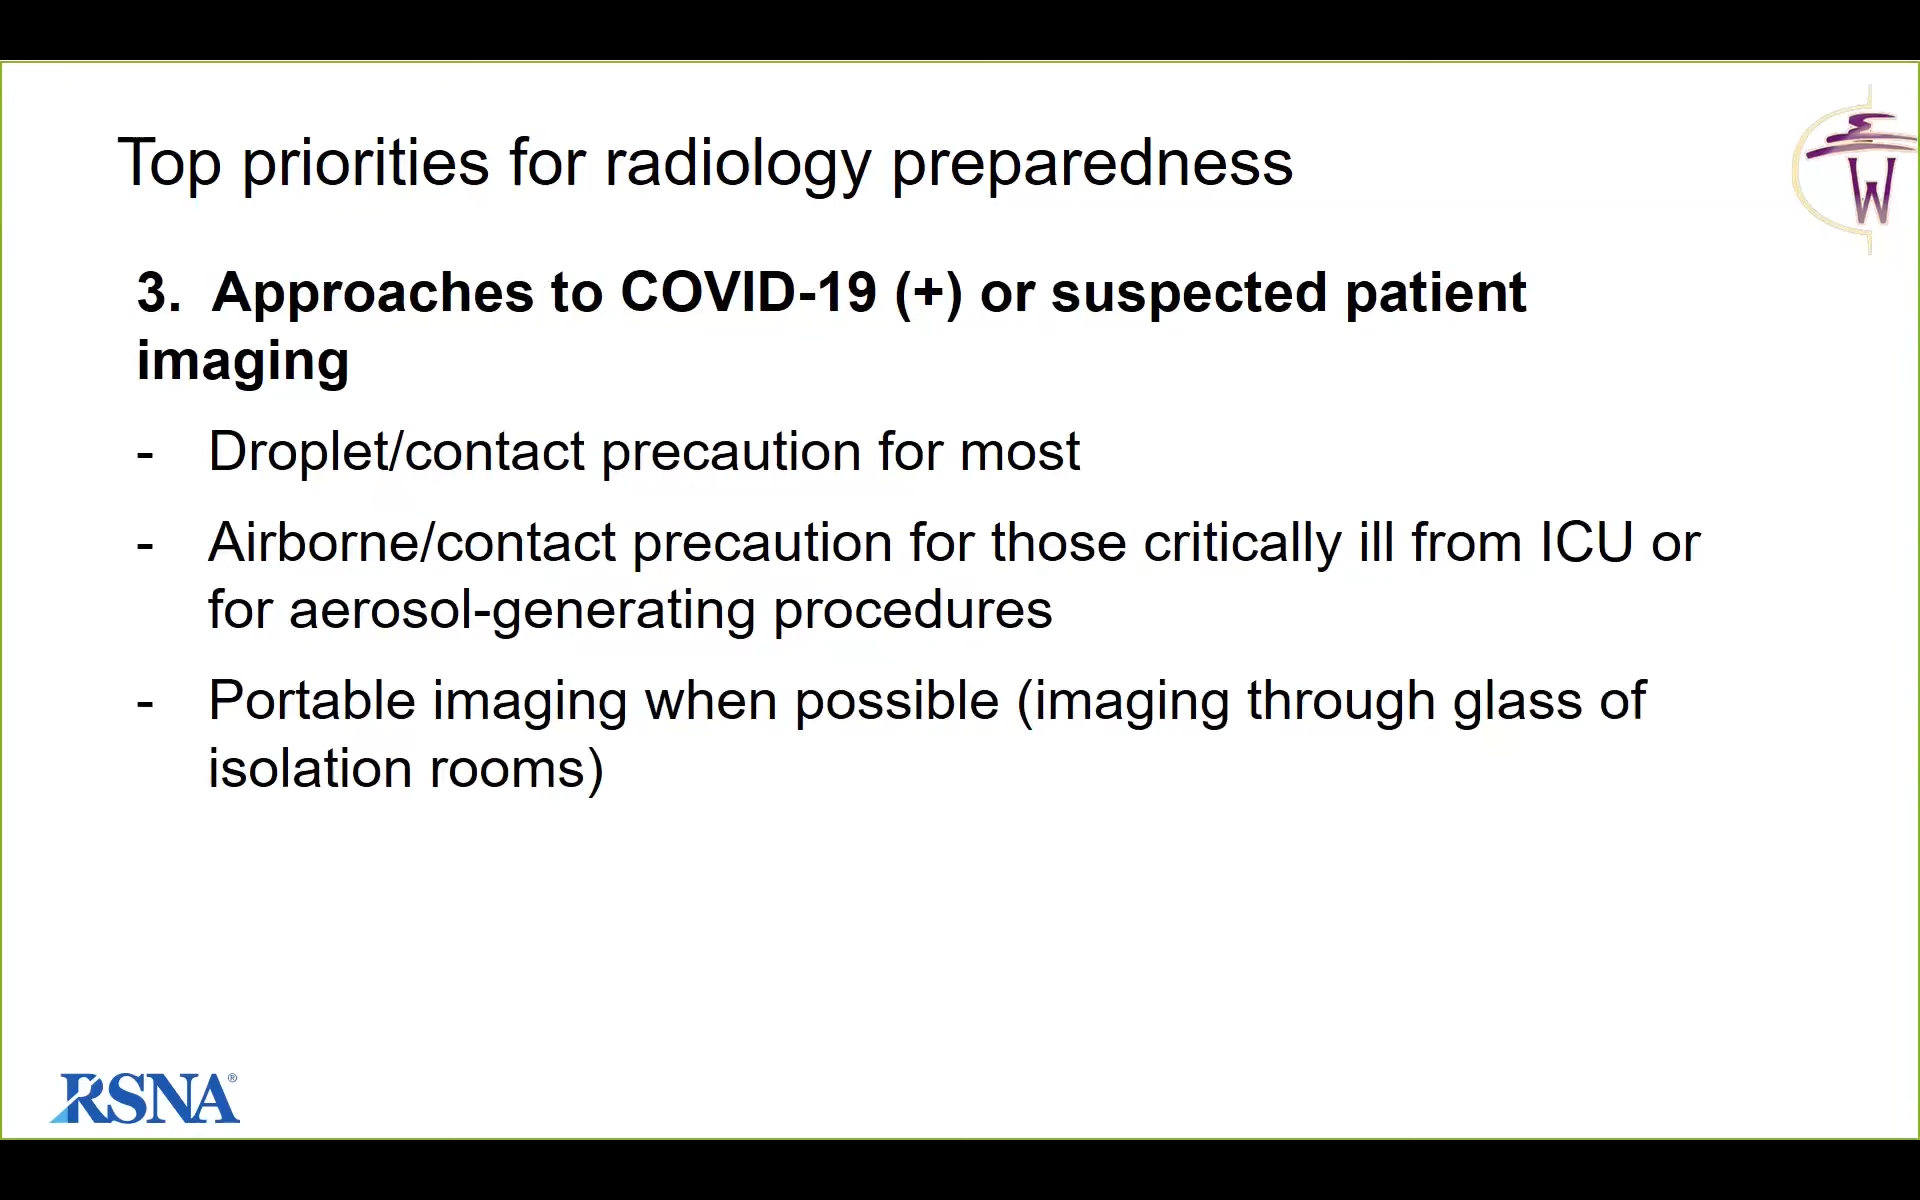 Top priorities for radiology preparedness
W
3. Approaches to COVID-19 (+) or suspected patient
imaging
- Droplet/contact precaution for most
- Airborne/contact precaution for those critically ill from ICU or
for aerosol-generating procedures
- Portable imaging when possible (imaging through glass of
isolation rooms)
RSNA®